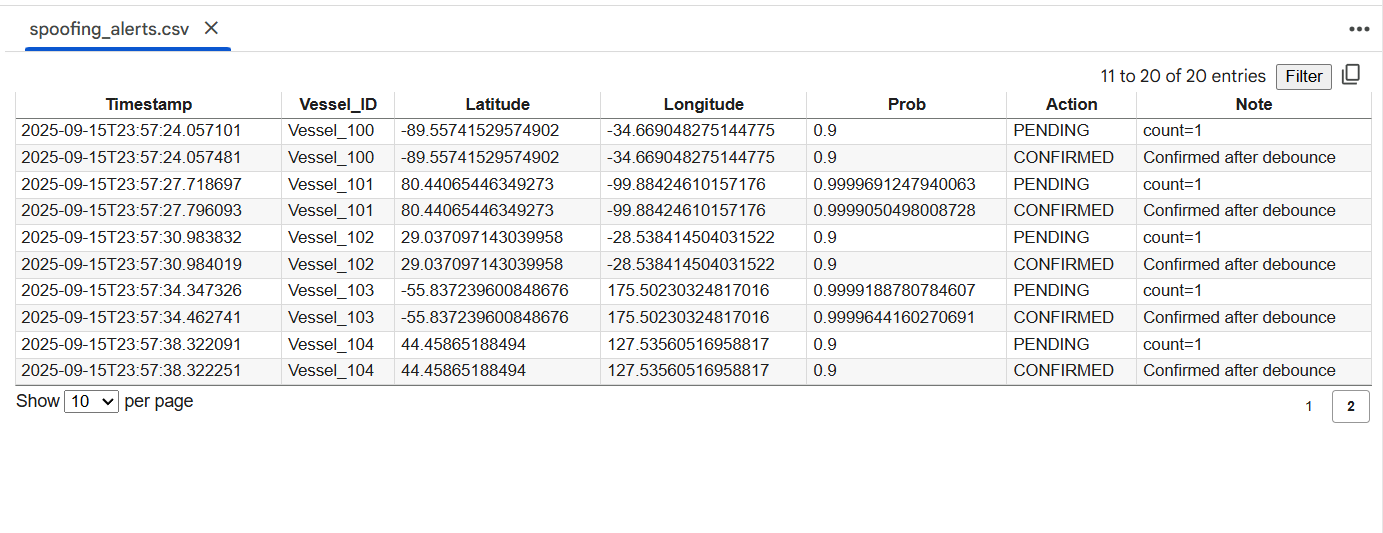 spoofing_alerts.csv
11 to 20 of 20 entries Filter
Timestamp Vessel_ID Latitude Longitude Prob Action Note
2025-09-15T23:57:24.057101 Vessel_100 -89.55741529574902 -34.669048275144775 0.9 PENDING count=1
2025-09-15T23:57:24.057481 Vessel_100 -89.55741529574902 -34.669048275144775 0.9 CONFIRMED Confirmed after debounce
2025-09-15T23:57:27.718697 Vessel_101 80.44065446349273 -99.88424610157176 0.9999691247940063 PENDING count=1
2025-09-15T23:57:27.796093 Vessel_101 80.44065446349273 -99.88424610157176 0.9999050498008728 CONFIRMED Confirmed after debounce
2025-09-15T23:57:30.983832 Vessel_102 29.037097143039958 -28.538414504031522 0.9 PENDING count=1
2025-09-15T23:57:30.984019 Vessel_102 29.037097143039958 -28.538414504031522 0.9 CONFIRMED Confirmed after debounce
2025-09-15T23:57:34.347326 Vessel_103 -55.837239600848676 175.50230324817016 0.9999188780784607 PENDING count=1
2025-09-15T23:57:34.462741 Vessel_103 -55.837239600848676 175.50230324817016 0.9999644160270691 CONFIRMED Confirmed after debounce
2025-09-15T23:57:38.322091 Vessel_104 44.45865188494 127.53560516958817 0.9 PENDING count=1
2025-09-15T23:57:38.322251 Vessel_104 44.45865188494 127.53560516958817 0.9 CONFIRMED Confirmed after debounce
Show 10 per page 1 2